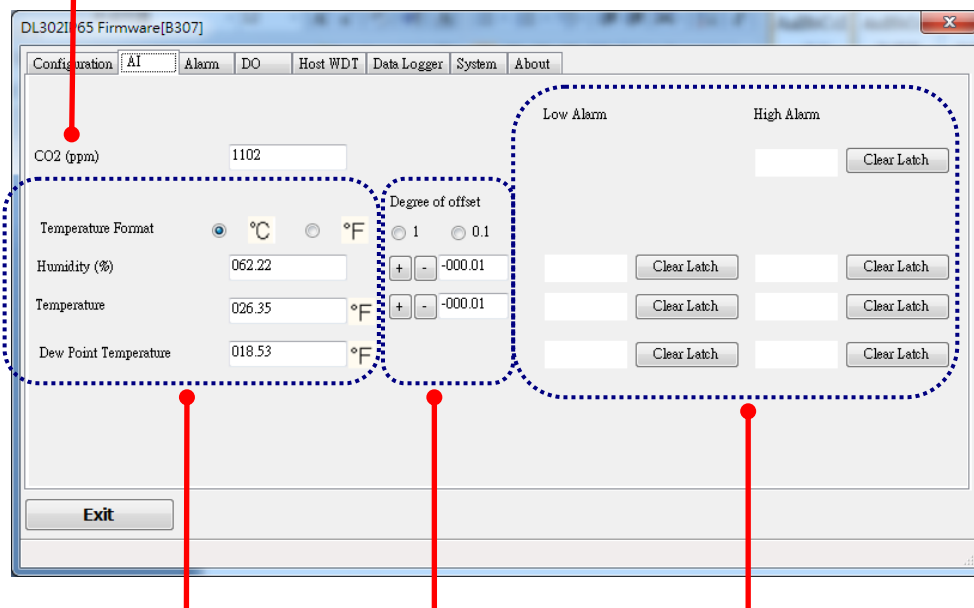 DL302IP65 Firmware[B307]
Configuration AI Alarm DO Host WDT Data Logger System About
Low Alarm High Alarm
CO2 (ppm) 1102 Clear Latch
Degree of offset
Temperature Format °C °F 1 0.1
Humidity (%) 062.22 + - -000.01 Clear Latch Clear Latch
Temperature 026.35 °F + - -000.01 Clear Latch Clear Latch
Dew Point Temperature 018.53 °F Clear Latch Clear Latch
Exit